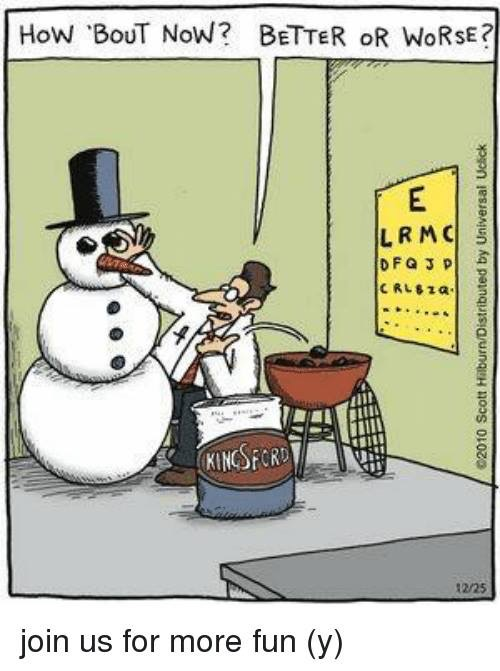 HoW 'BouT NoW? BETTER oR WoRSE?
E
LRMC
DFQJP
KINGSFORD
©2010 Scott Hilburn/Distributed by Universal Uclick
12/25
join us for more fun (y)